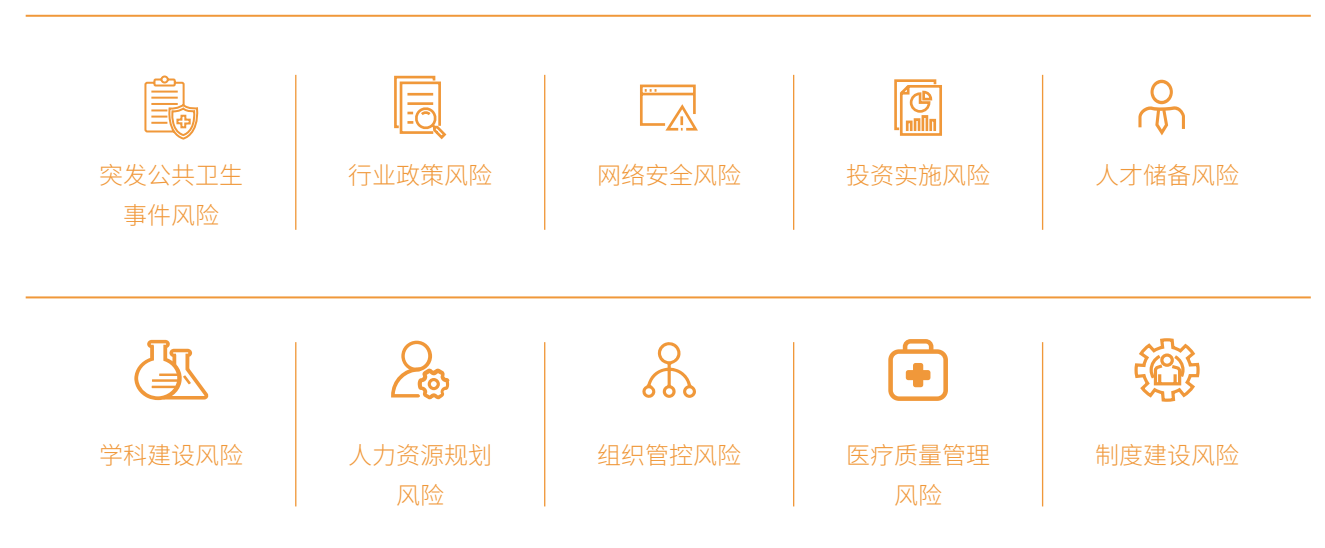 突发公共卫生
事件风险
行业政策风险
网络安全风险
投资实施风险
人才储备风险
学科建设风险
人力资源规划
风险
组织管控风险
医疗质量管理
风险
制度建设风险